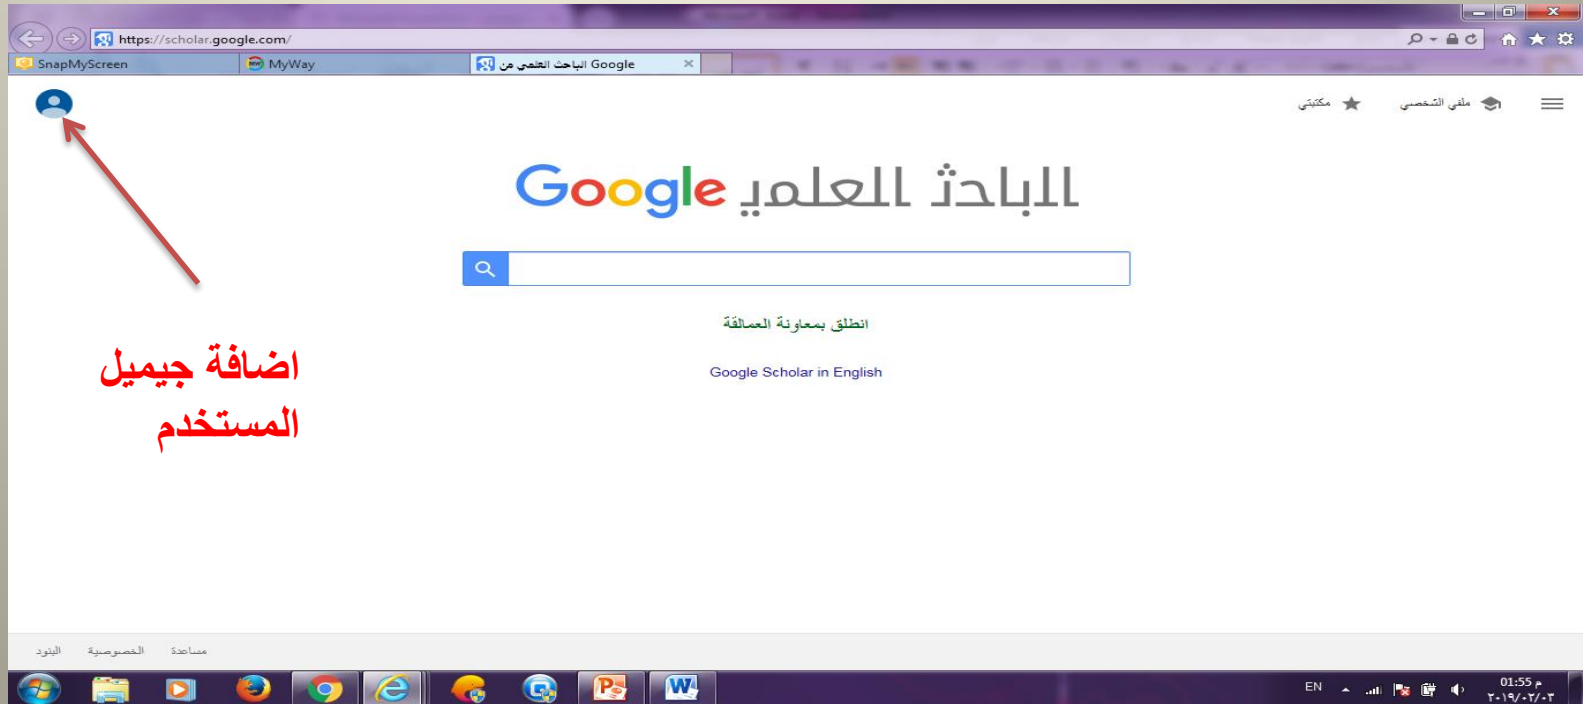 https://scholar.google.com/
SnapMyScreen
MyWay
الباحث العلمي من Google
ملفي الشخصي
مكتبتي
الباحث العلمي Google
انطلق بمعاونة العمالقة
Google Scholar in English
اضافة جيميل
المستخدم
مساعدة
الخصوصية
البنود
EN
01:55 م
٢٠١٩/٠٢/٠٣